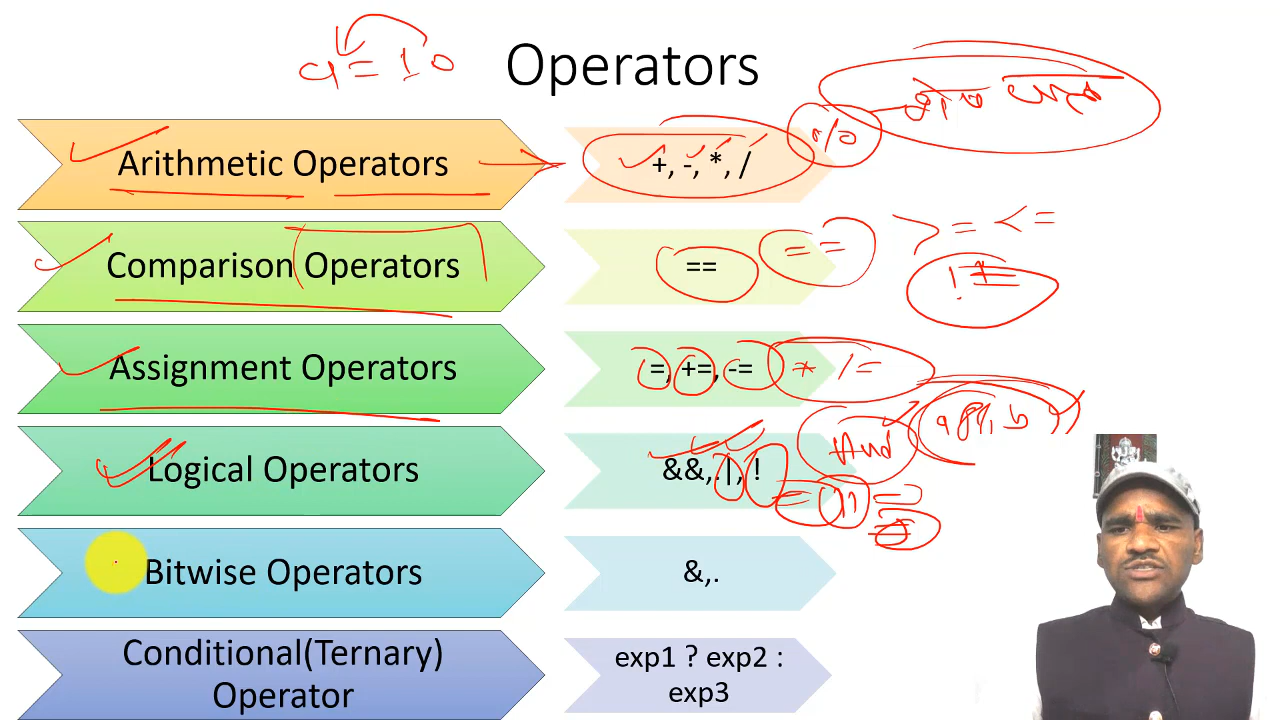 a = 10
Operators
Arithmetic Operators
+, -, *, /
Comparison Operators
==
== >= <=
!=
Assignment Operators
=, +=, -=
* /=
Logical Operators
&&,.|, !
And
Bitwise Operators
&,.
Conditional(Ternary)
Operator
exp1 ? exp2 :
exp3